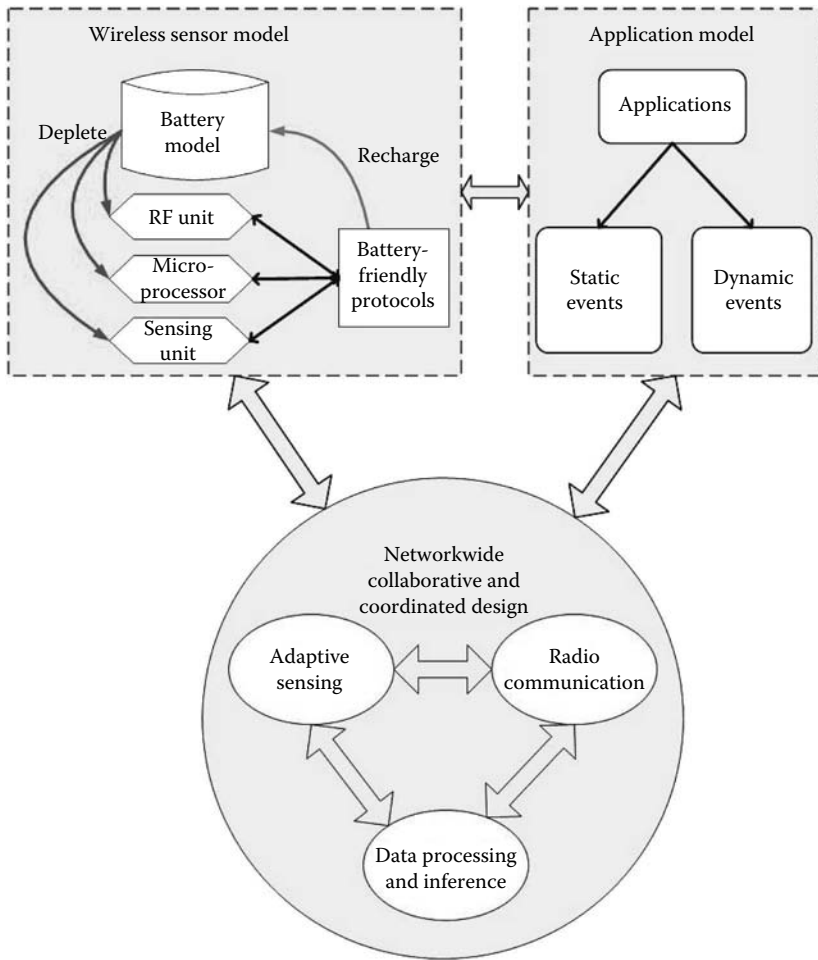 Wireless sensor model
Battery
model
Deplete
Recharge
RF unit
Micro-
processor
Sensing
unit
Battery-
friendly
protocols
Application model
Applications
Static
events
Dynamic
events
Networkwide
collaborative and
coordinated design
Adaptive
sensing
Radio
communication
Data processing
and inference